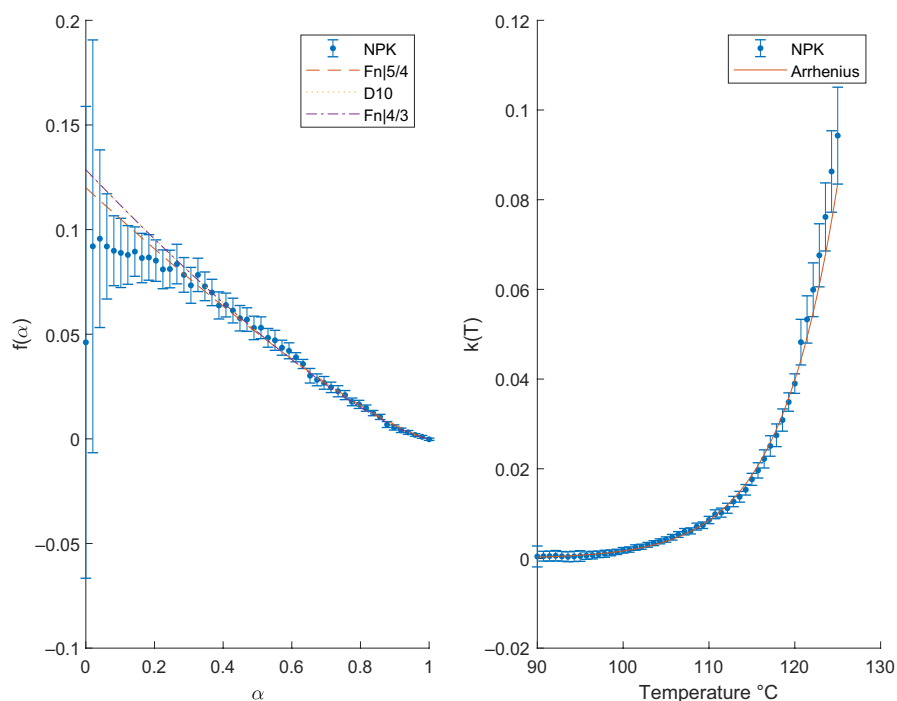 0.2
0.15
0.1
0.05
0
−0.05
−0.1
f(α)
0
0.2
0.4
0.6
0.8
1
α
NPK
Fn|5/4
D10
Fn|4/3
0.12
0.1
0.08
0.06
0.04
0.02
0
−0.02
k(T)
90
100
110
120
130
Temperature °C
NPK
Arrhenius